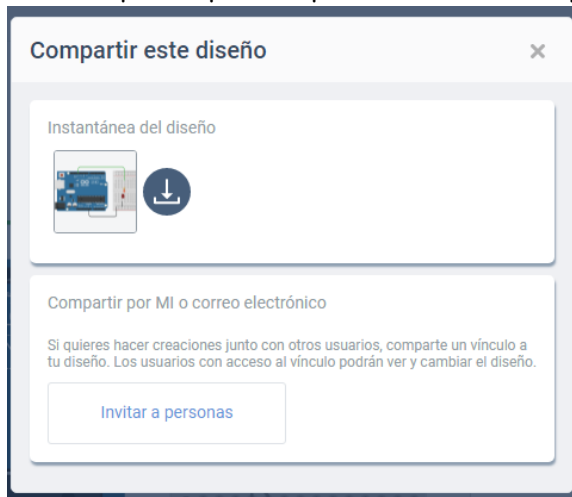 Compartir este diseño
×
Instantánea del diseño
Compartir por MI o correo electrónico
Si quieres hacer creaciones junto con otros usuarios, comparte un vínculo a
tu diseño. Los usuarios con acceso al vínculo podrán ver y cambiar el diseño.
Invitar a personas